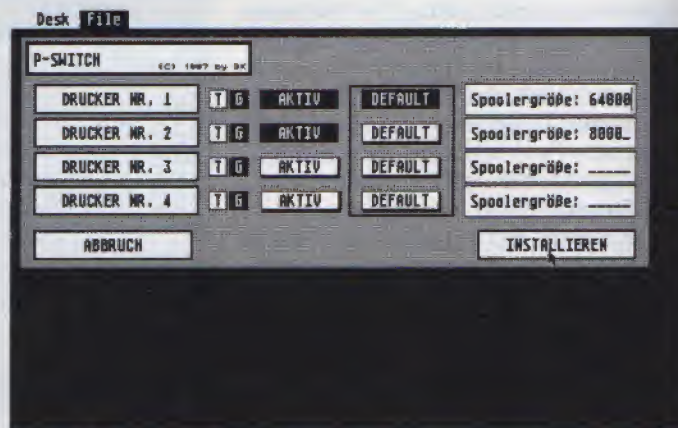 Desk File
P-SWITCH (C) 1987 by DK
DRUCKER NR. 1 T G AKTIV DEFAULT Spoolergröße: 64000
DRUCKER NR. 2 T G AKTIV DEFAULT Spoolergröße: 8000_
DRUCKER NR. 3 T G AKTIV DEFAULT Spoolergröße: _____
DRUCKER NR. 4 T G AKTIV DEFAULT Spoolergröße: _____
ABBRUCH INSTALLIEREN